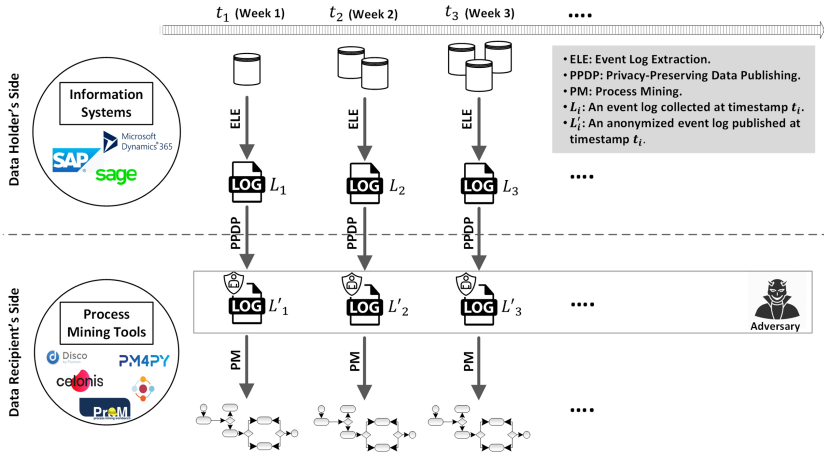 t₁ (Week 1)
t₂ (Week 2)
t₃ (Week 3)
....
Data Holder's Side
Information
Systems
Microsoft
Dynamics 365
SAP
sage
ELE
ELE
ELE
• ELE: Event Log Extraction.
• PPDP: Privacy-Preserving Data Publishing.
• PM: Process Mining.
• Lᵢ: An event log collected at timestamp tᵢ.
• L'ᵢ: An anonymized event log published at
timestamp tᵢ.
LOG L₁
LOG L₂
LOG L₃
....
PPDP
PPDP
PPDP
Data Recipient's Side
Process
Mining Tools
Disco
PM4PY
celonis
ProM
LOG L'₁
LOG L'₂
LOG L'₃
....
Adversary
PM
PM
PM
....